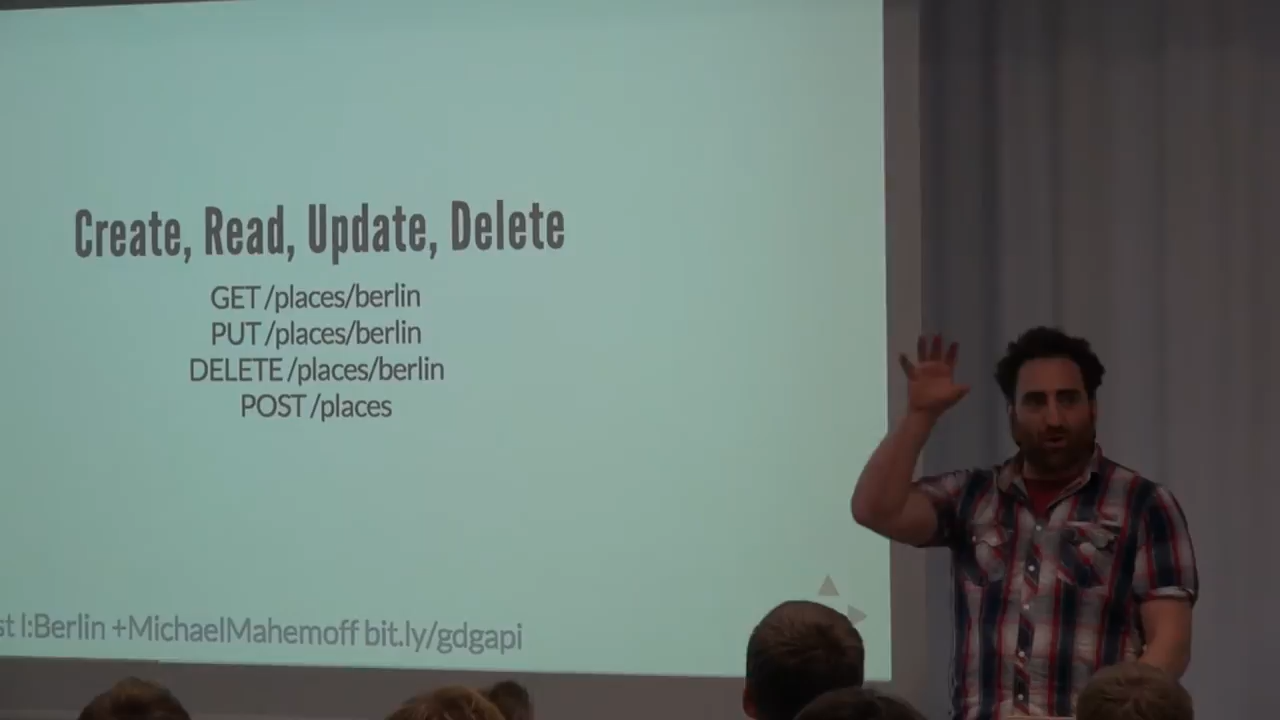 Create, Read, Update, Delete
GET /places/berlin
PUT /places/berlin
DELETE /places/berlin
POST /places
l:Berlin +MichaelMahemoff bit.ly/gdgapi